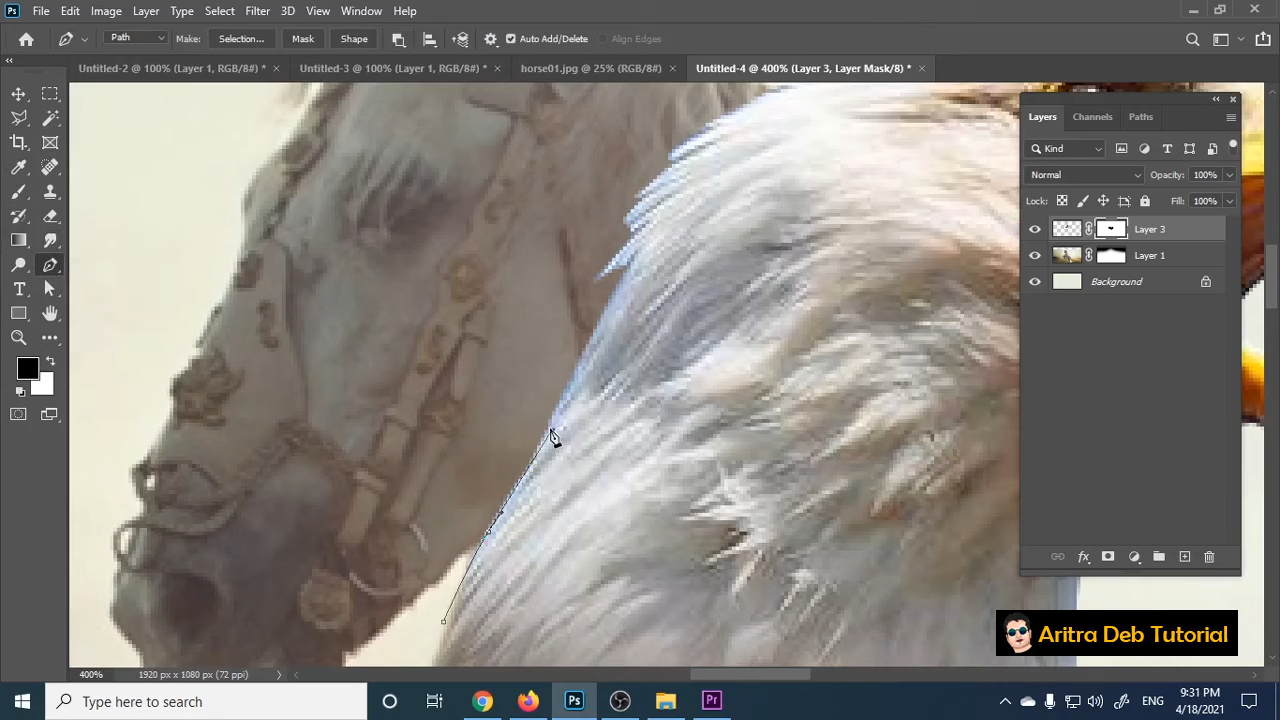 Ps File Edit Image Layer Type Select Filter 3D View Window Help
Path Make: Selection... Mask Shape Auto Add/Delete Align Edges
Untitled-2 @ 100% (Layer 1, RGB/8#) * × Untitled-3 @ 100% (Layer 1, RGB/8#) * × horse01.jpg @ 25% (RGB/8#) × Untitled-4 @ 400% (Layer 3, Layer Mask/8) * ×
Layers Channels Paths
Kind
Normal Opacity: 100%
Lock: Fill: 100%
Layer 3
Layer 1
Background
fx
Aritra Deb Tutorial
400% 1920 px x 1080 px (72 ppi)
Type here to search
Ps
Pr
ENG
9:31 PM
4/18/2021